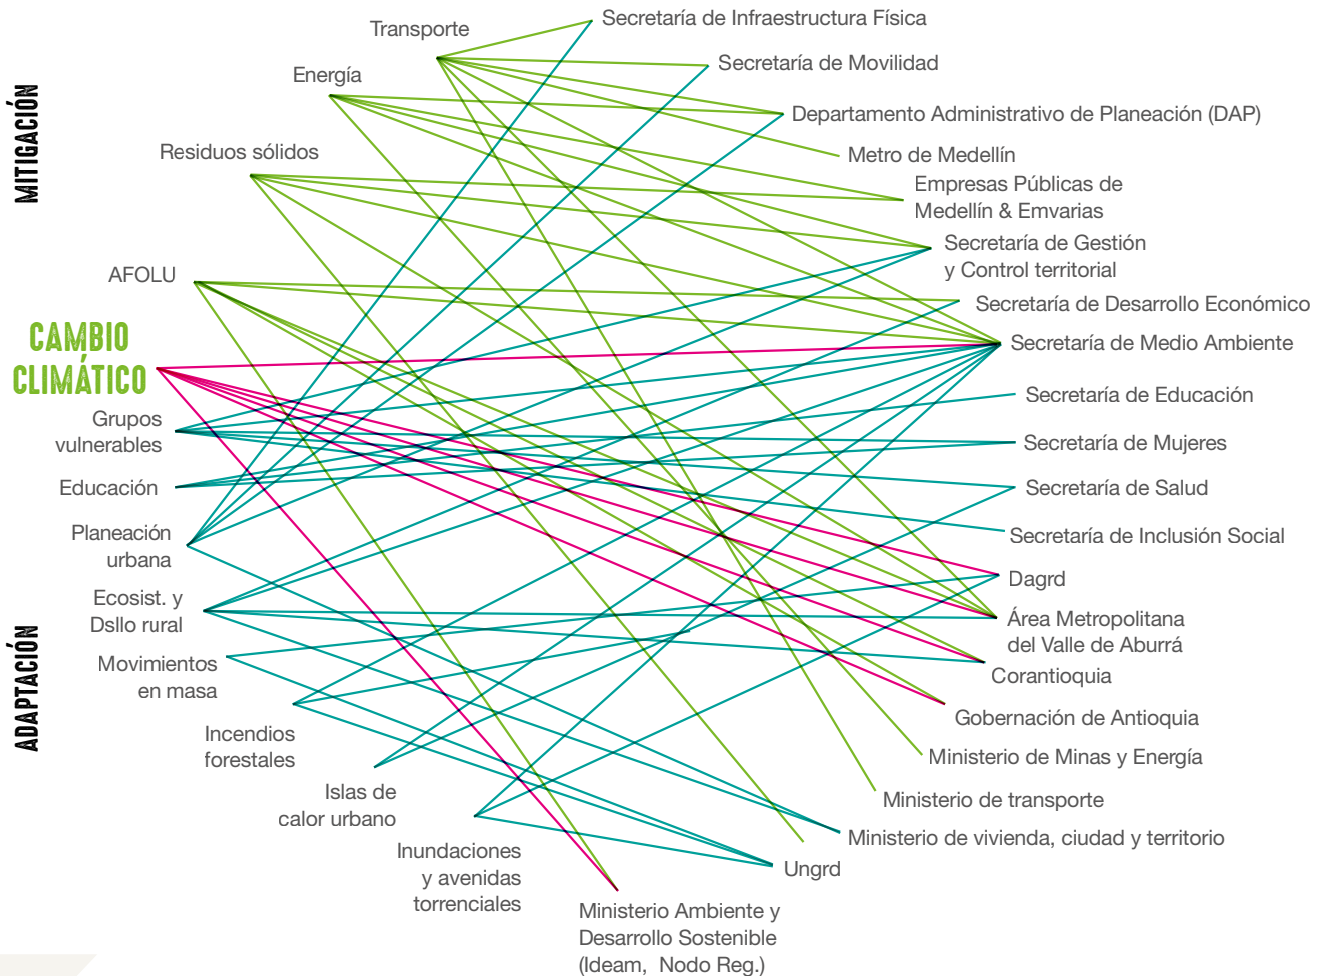 MITIGACIÓN
Transporte
Energía
Residuos sólidos
AFOLU
CAMBIO
CLIMÁTICO
Grupos
vulnerables
Educación
Planeación
urbana
Ecosist. y
Dsllo rural
Movimientos
en masa
Incendios
forestales
Islas de
calor urbano
Inundaciones
y avenidas
torrenciales
ADAPTACIÓN
Secretaría de Infraestructura Física
Secretaría de Movilidad
Departamento Administrativo de Planeación (DAP)
Metro de Medellín
Empresas Públicas de
Medellín & Emvarias
Secretaría de Gestión
y Control territorial
Secretaría de Desarrollo Económico
Secretaría de Medio Ambiente
Secretaría de Educación
Secretaría de Mujeres
Secretaría de Salud
Secretaría de Inclusión Social
Dagrd
Área Metropolitana
del Valle de Aburrá
Corantioquia
Gobernación de Antioquia
Ministerio de Minas y Energía
Ministerio de transporte
Ministerio de vivienda, ciudad y territorio
Ungrd
Ministerio Ambiente y
Desarrollo Sostenible
(Ideam, Nodo Reg.)